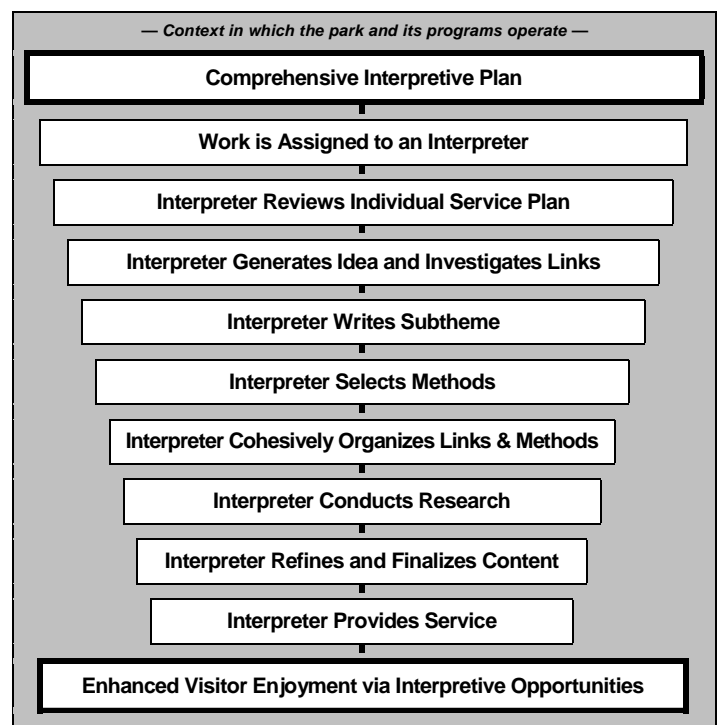 — Context in which the park and its programs operate —
Comprehensive Interpretive Plan
Work is Assigned to an Interpreter
Interpreter Reviews Individual Service Plan
Interpreter Generates Idea and Investigates Links
Interpreter Writes Subtheme
Interpreter Selects Methods
Interpreter Cohesively Organizes Links & Methods
Interpreter Conducts Research
Interpreter Refines and Finalizes Content
Interpreter Provides Service
Enhanced Visitor Enjoyment via Interpretive Opportunities